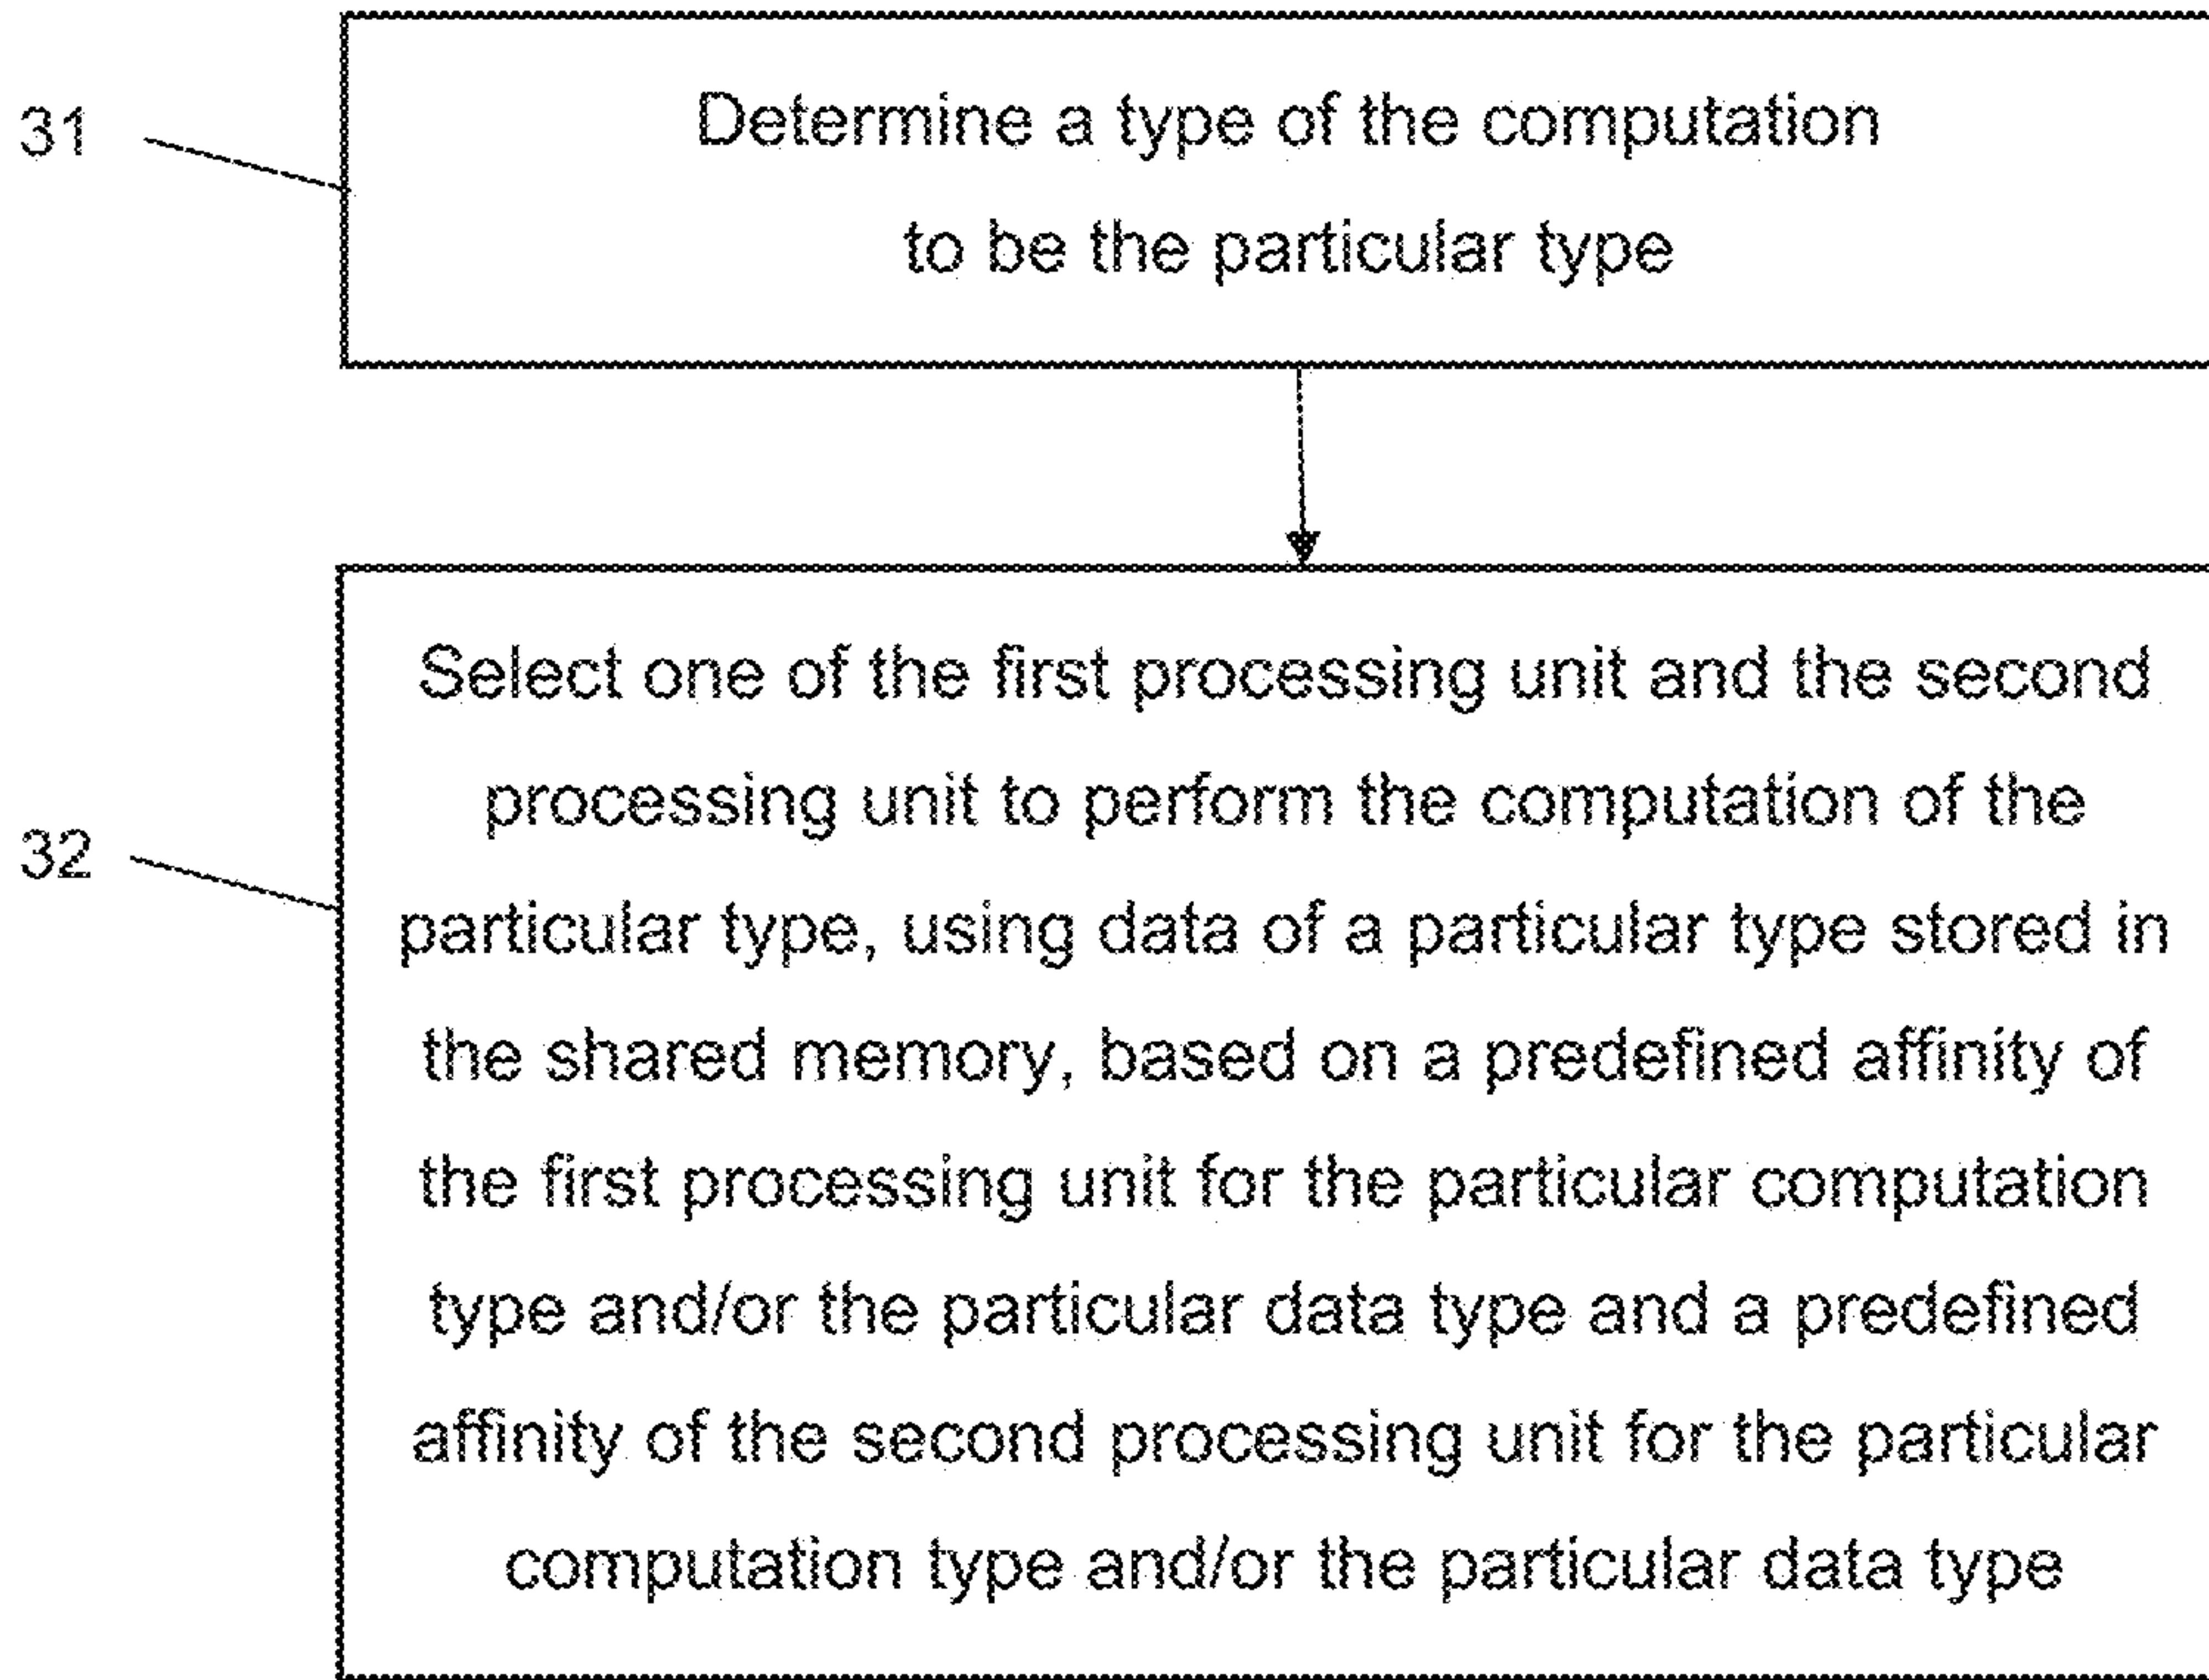 31
Determine a type of the computation
to be the particular type
32
Select one of the first processing unit and the second
processing unit to perform the computation of the
particular type, using data of a particular type stored in
the shared memory, based on a predefined affinity of
the first processing unit for the particular computation
type and/or the particular data type and a predefined
affinity of the second processing unit for the particular
computation type and/or the particular data type